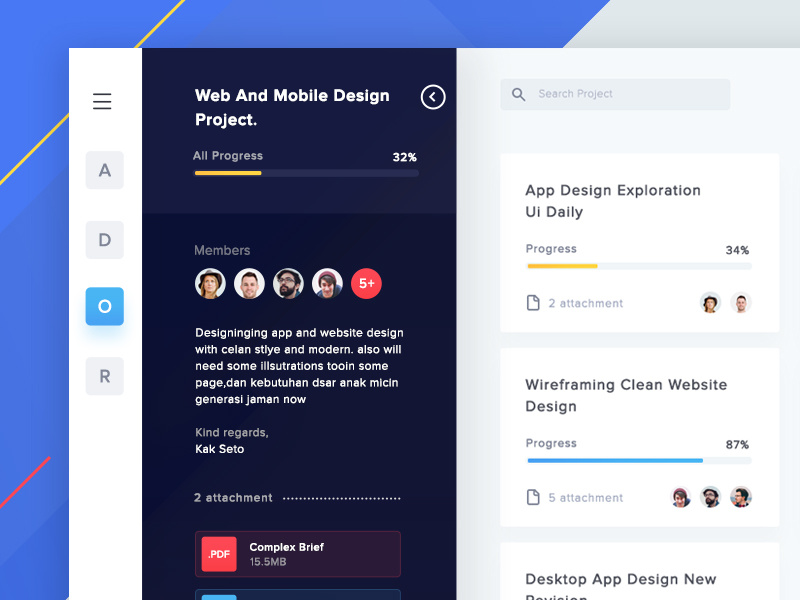 A
D
O
R
Web And Mobile Design
Project.
All Progress
32%
Members
5+
Designinging app and website design
with celan stlye and modern. also will
need some illsutrations tooin some
page,dan kebutuhan dsar anak micin
generasi jaman now
Kind regards,
Kak Seto
2 attachment
.PDF
Complex Brief
15.5MB
Search Project
App Design Exploration
Ui Daily
Progress
34%
2 attachment
Wireframing Clean Website
Design
Progress
87%
5 attachment
Desktop App Design New
Revision